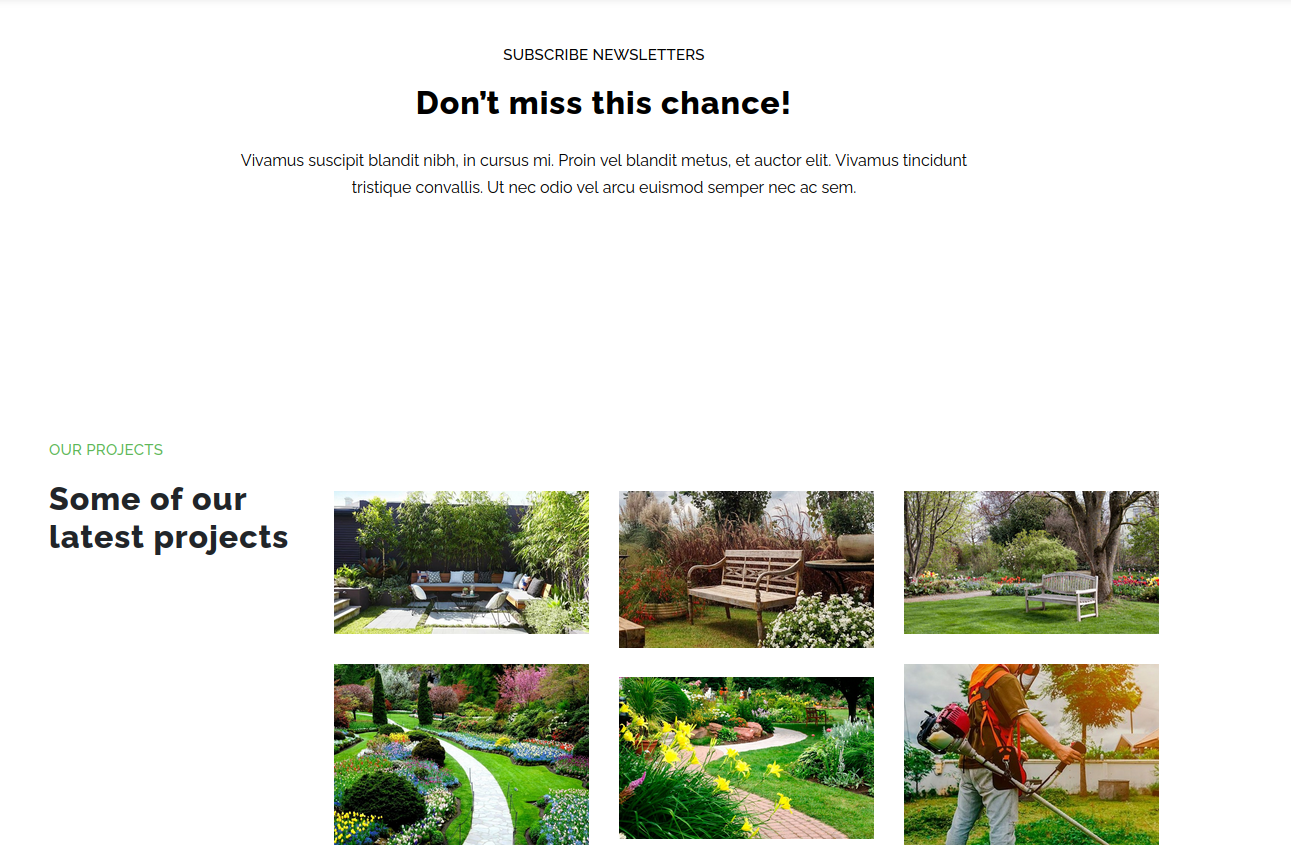 SUBSCRIBE NEWSLETTERS
Don’t miss this chance!
Vivamus suscipit blandit nibh, in cursus mi. Proin vel blandit metus, et auctor elit. Vivamus tincidunt
tristique convallis. Ut nec odio vel arcu euismod semper nec ac sem.
OUR PROJECTS
Some of our
latest projects